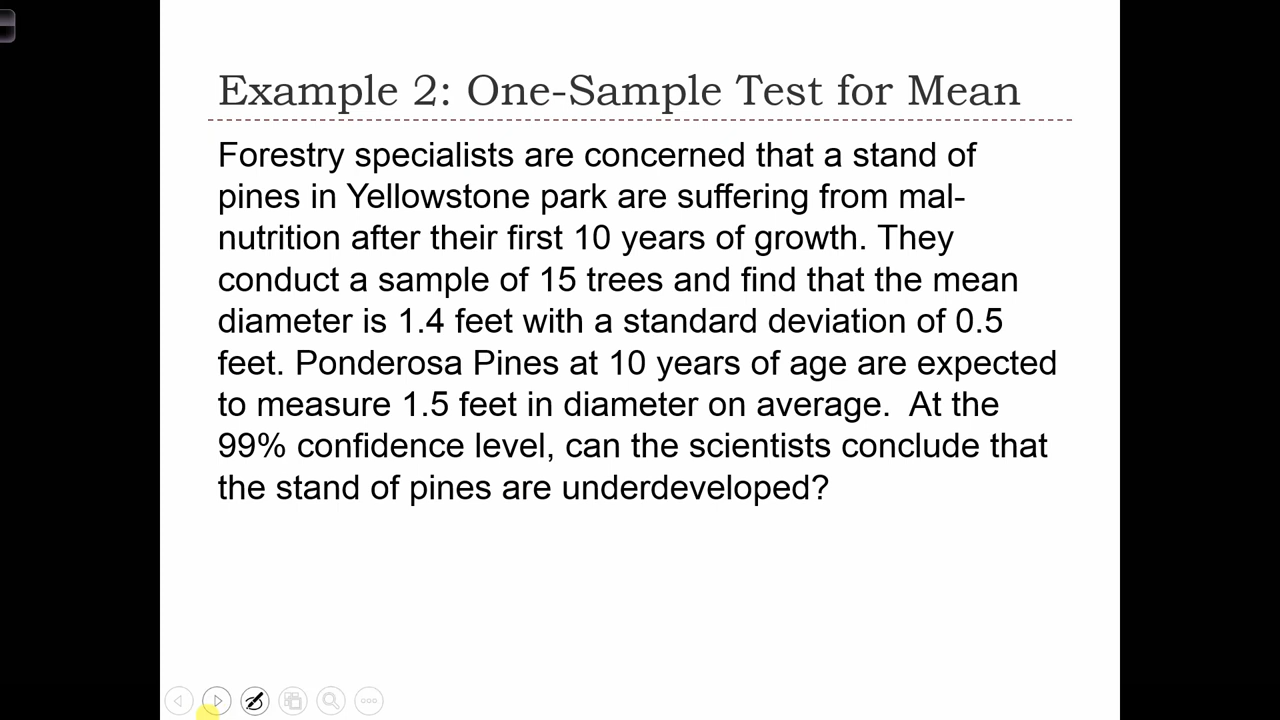 Example 2: One-Sample Test for Mean
Forestry specialists are concerned that a stand of
pines in Yellowstone park are suffering from mal-
nutrition after their first 10 years of growth. They
conduct a sample of 15 trees and find that the mean
diameter is 1.4 feet with a standard deviation of 0.5
feet. Ponderosa Pines at 10 years of age are expected
to measure 1.5 feet in diameter on average.  At the
99% confidence level, can the scientists conclude that
the stand of pines are underdeveloped?